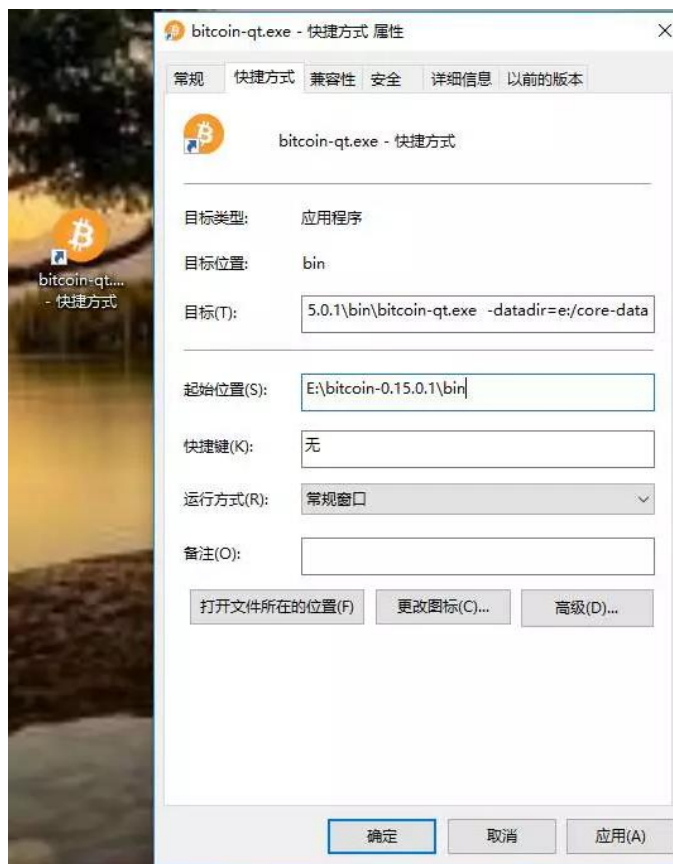 bitcoin-qt.exe - 快捷方式 属性
常规 快捷方式 兼容性 安全 详细信息 以前的版本
bitcoin-qt.exe - 快捷方式
目标类型: 应用程序
目标位置: bin
目标(T): 5.0.1\bin\bitcoin-qt.exe -datadir=e:/core-data
起始位置(S): E:\bitcoin-0.15.0.1\bin
快捷键(K): 无
运行方式(R): 常规窗口
备注(O):
打开文件所在的位置(F) 更改图标(C)... 高级(D)...
确定 取消 应用(A)
bitcoin-qt....
- 快捷方式